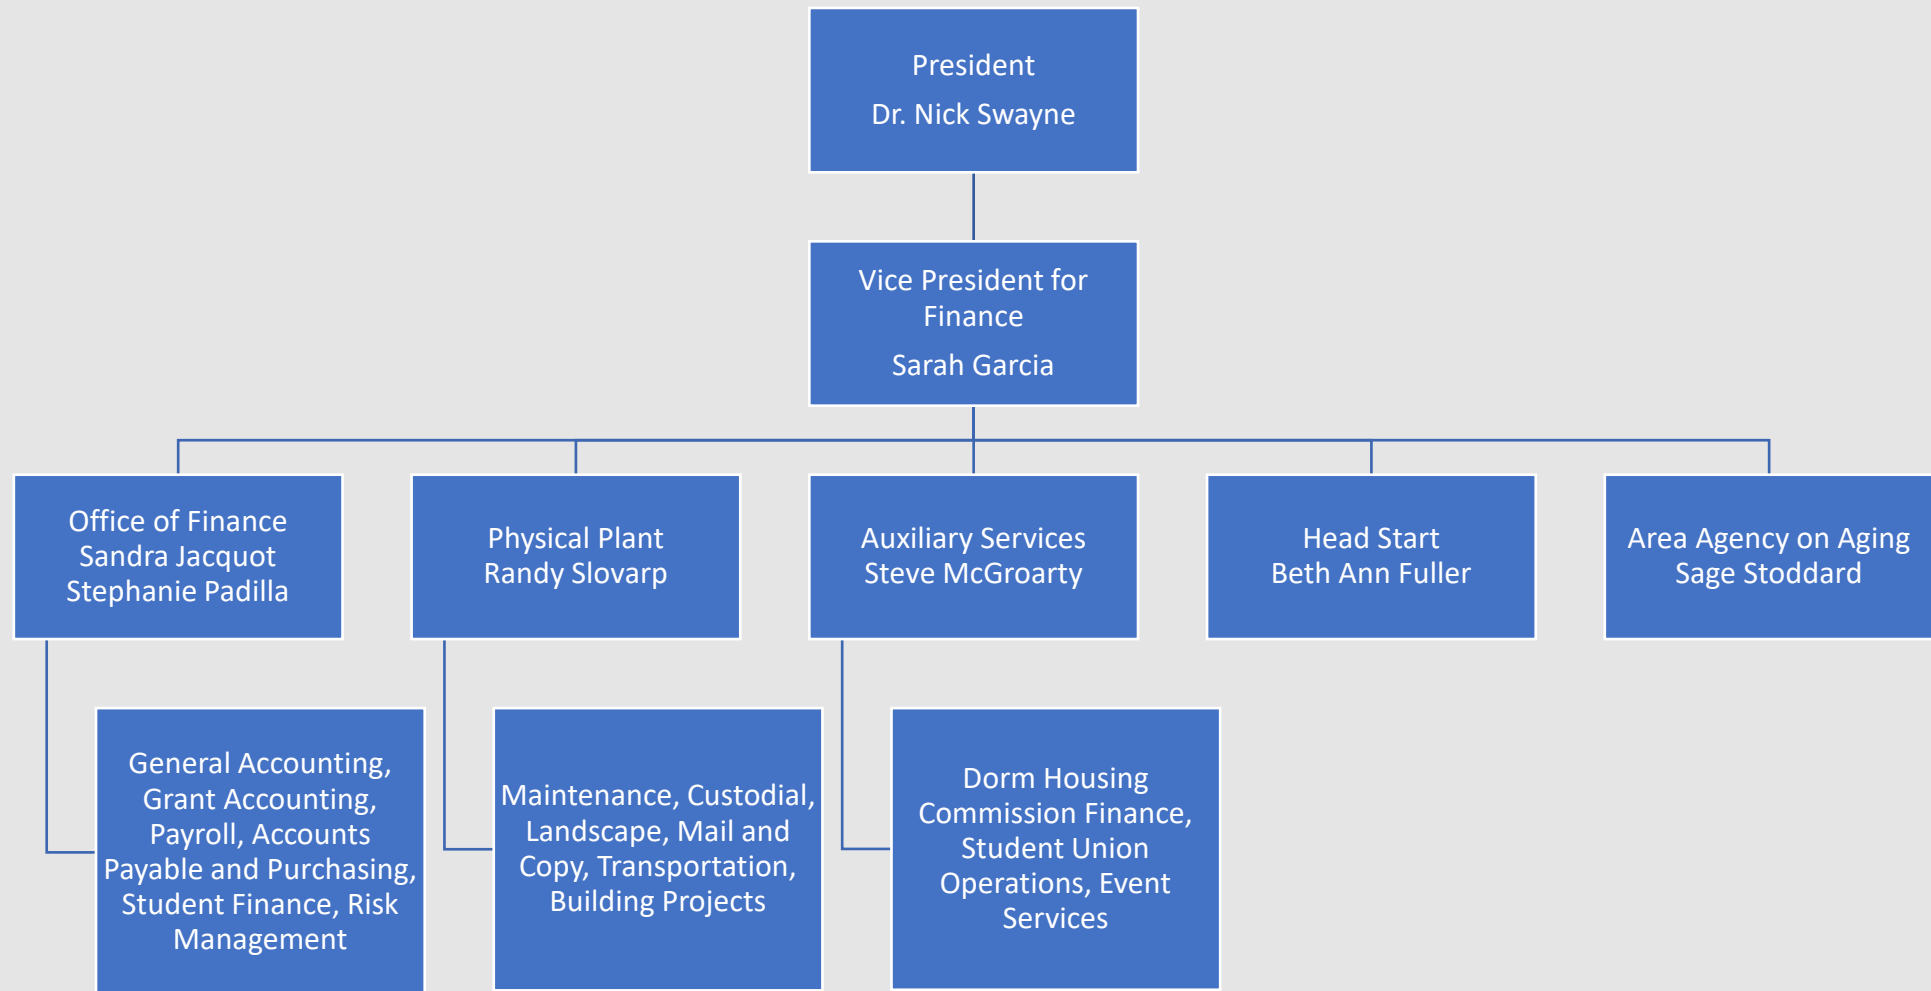 President
Dr. Nick Swayne
Vice President for
Finance
Sarah Garcia
Office of Finance
Sandra Jacquot
Stephanie Padilla
Physical Plant
Randy Slovarp
Auxiliary Services
Steve McGroarty
Head Start
Beth Ann Fuller
Area Agency on Aging
Sage Stoddard
General Accounting,
Grant Accounting,
Payroll, Accounts
Payable and Purchasing,
Student Finance, Risk
Management
Maintenance, Custodial,
Landscape, Mail and
Copy, Transportation,
Building Projects
Dorm Housing
Commission Finance,
Student Union
Operations, Event
Services